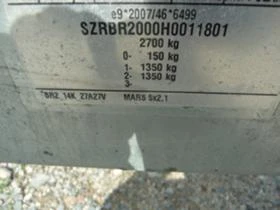 e9*2007/46*6499
SZRBR2000H0011801
2700 kg
0- 150 kg
1- 1350 kg
2- 1350 kg
3-
BR2 14K 27A27V MARS Sx2.1